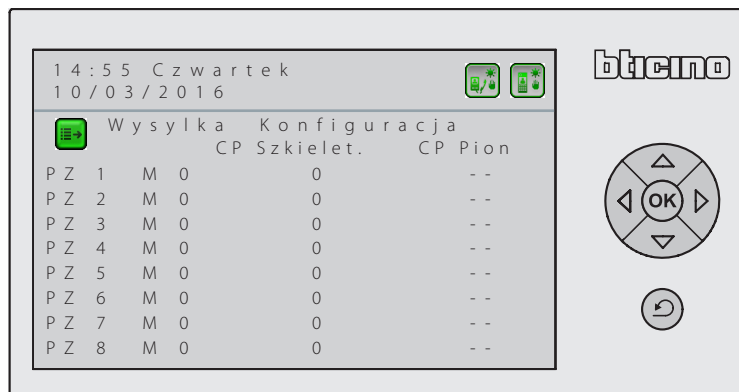 14:55 Czwartek
10/03/2016
bticino
Wysylka Konfiguracja
CP Szkielet. CP Pion
PZ 1 M 0 0 --
PZ 2 M 0 0 --
PZ 3 M 0 0 --
PZ 4 M 0 0 --
PZ 5 M 0 0 --
PZ 6 M 0 0 --
PZ 7 M 0 0 --
PZ 8 M 0 0 --
OK